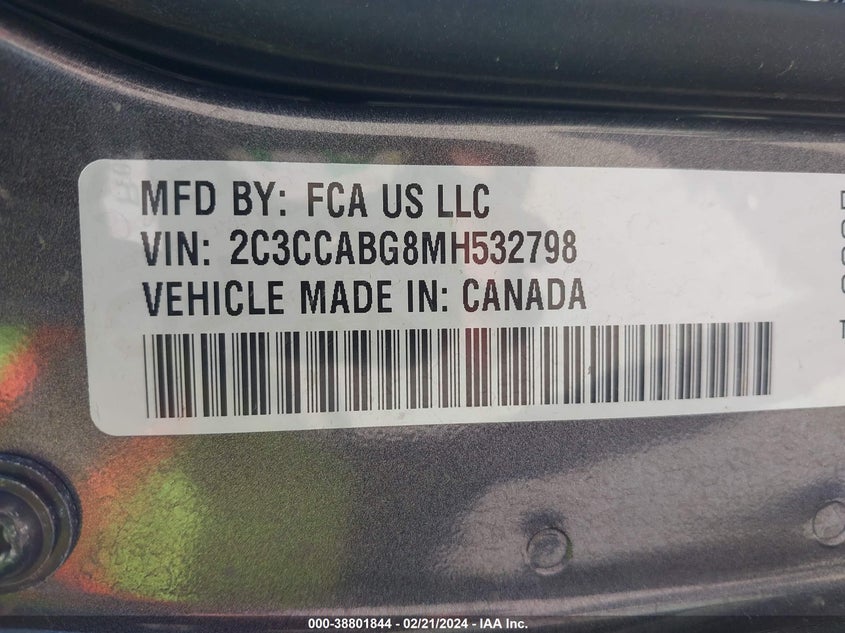 MFD BY: FCA US LLC
VIN: 2C3CCABG8MH532798
VEHICLE MADE IN: CANADA
000-38801844 - 02/21/2024 - IAA Inc.